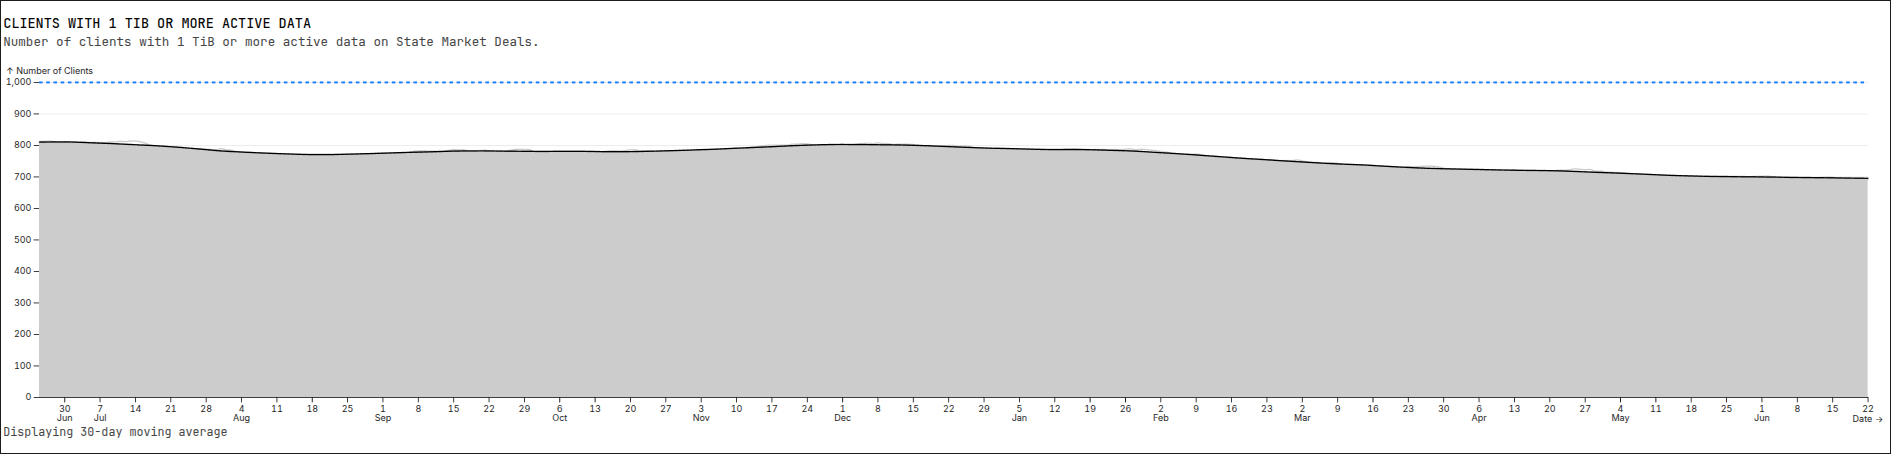 CLIENTS WITH 1 TIB OR MORE ACTIVE DATA
Number of clients with 1 TiB or more active data on State Market Deals.
↑ Number of Clients
1,000
900
800
700
600
500
400
300
200
100
0
30 7 14 21 28 4 11 18 25 1 8 15 22 29 6 13 20 27 3 10 17 24 1 8 15 22 29 5 12 19 26 2 9 16 23 2 9 16 23 30 6 13 20 27 4 11 18 25 1 8 15 22
Jun Jul Aug Sep Oct Nov Dec Jan Feb Mar Apr May Jun Date →
Displaying 30-day moving average